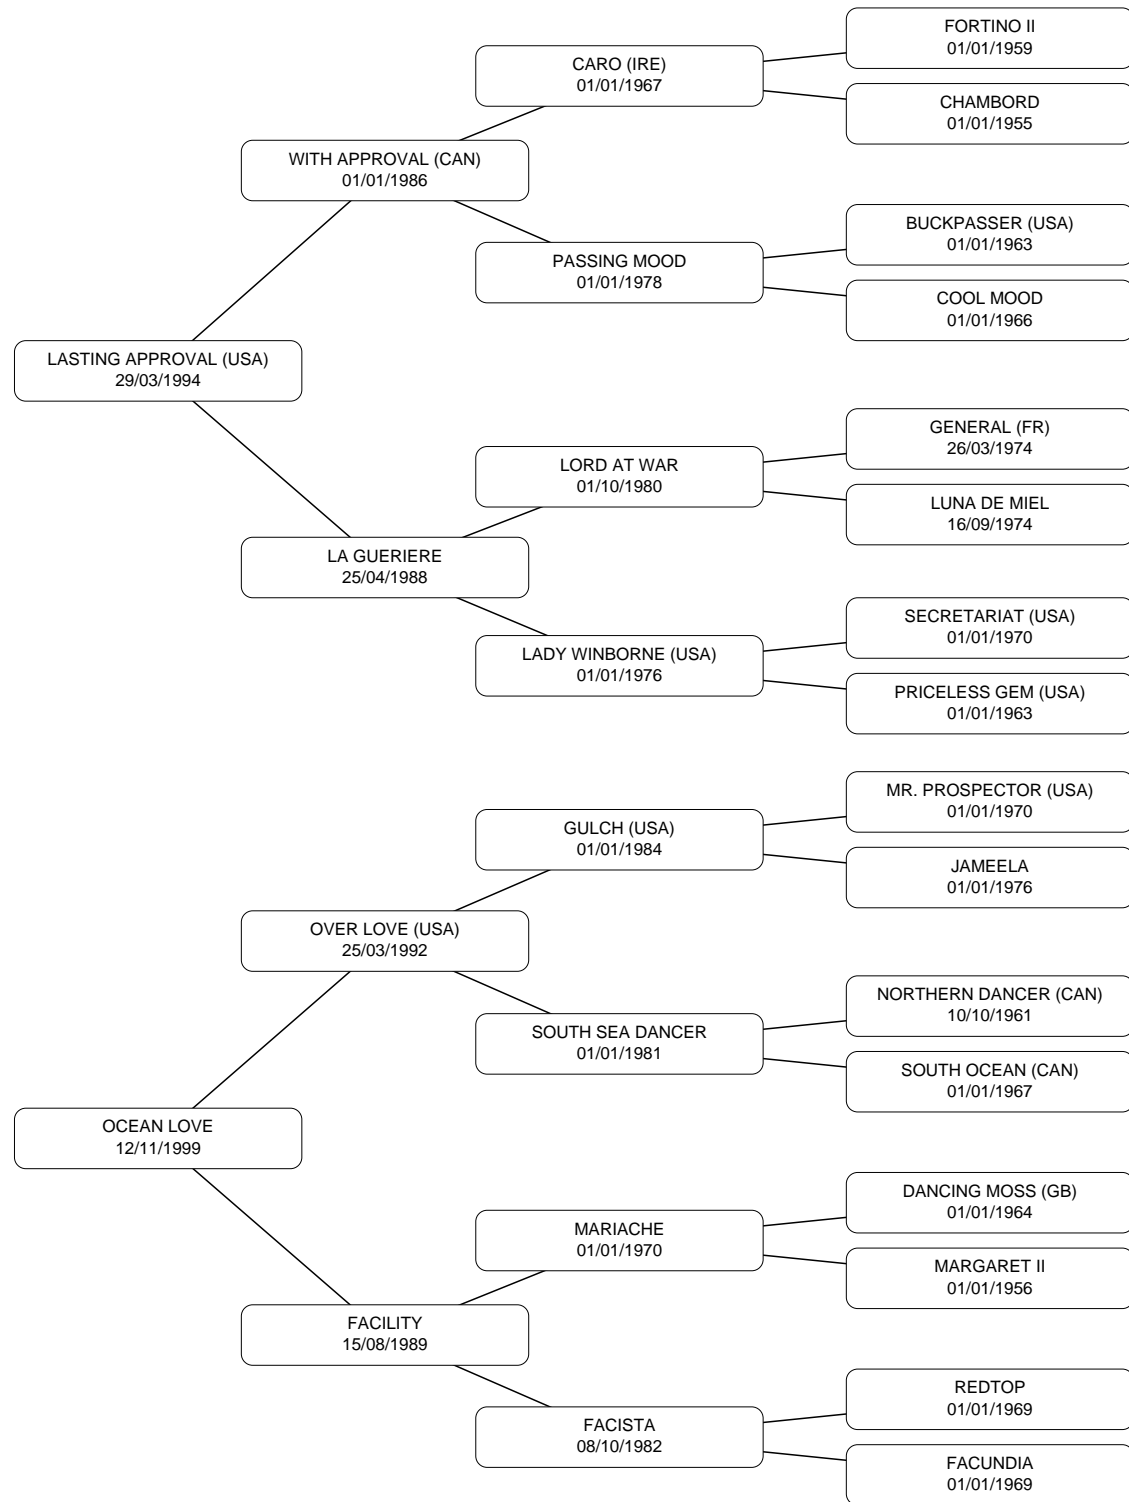 FORTINO II
01/01/1959
CARO (IRE)
01/01/1967
CHAMBORD
01/01/1955
WITH APPROVAL (CAN)
01/01/1986
BUCKPASSER (USA)
01/01/1963
PASSING MOOD
01/01/1978
COOL MOOD
01/01/1966
LASTING APPROVAL (USA)
29/03/1994
GENERAL (FR)
26/03/1974
LORD AT WAR
01/10/1980
LUNA DE MIEL
16/09/1974
LA GUERIERE
25/04/1988
SECRETARIAT (USA)
01/01/1970
LADY WINBORNE (USA)
01/01/1976
PRICELESS GEM (USA)
01/01/1963
MR. PROSPECTOR (USA)
01/01/1970
GULCH (USA)
01/01/1984
JAMEELA
01/01/1976
OVER LOVE (USA)
25/03/1992
NORTHERN DANCER (CAN)
10/10/1961
SOUTH SEA DANCER
01/01/1981
SOUTH OCEAN (CAN)
01/01/1967
OCEAN LOVE
12/11/1999
DANCING MOSS (GB)
01/01/1964
MARIACHE
01/01/1970
MARGARET II
01/01/1956
FACILITY
15/08/1989
REDTOP
01/01/1969
FACISTA
08/10/1982
FACUNDIA
01/01/1969